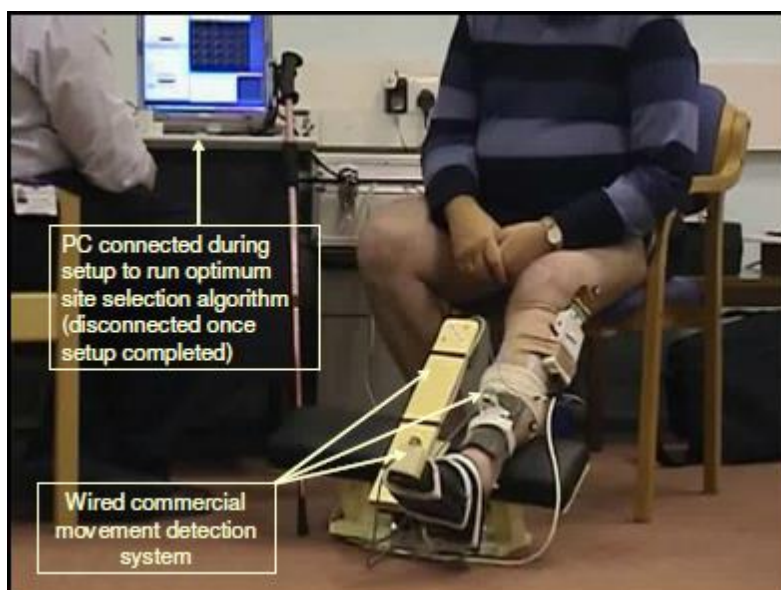 PC connected during
setup to run optimum
site selection algorithm
(disconnected once
setup completed)
Wired commercial
movement detection
system